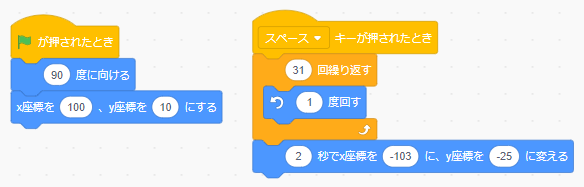 が押されたとき
90 度に向ける
x座標を 100 、y座標を 10 にする
スペース キーが押されたとき
31 回繰り返す
1 度回す
2 秒でx座標を -103 に、y座標を -25 に変える